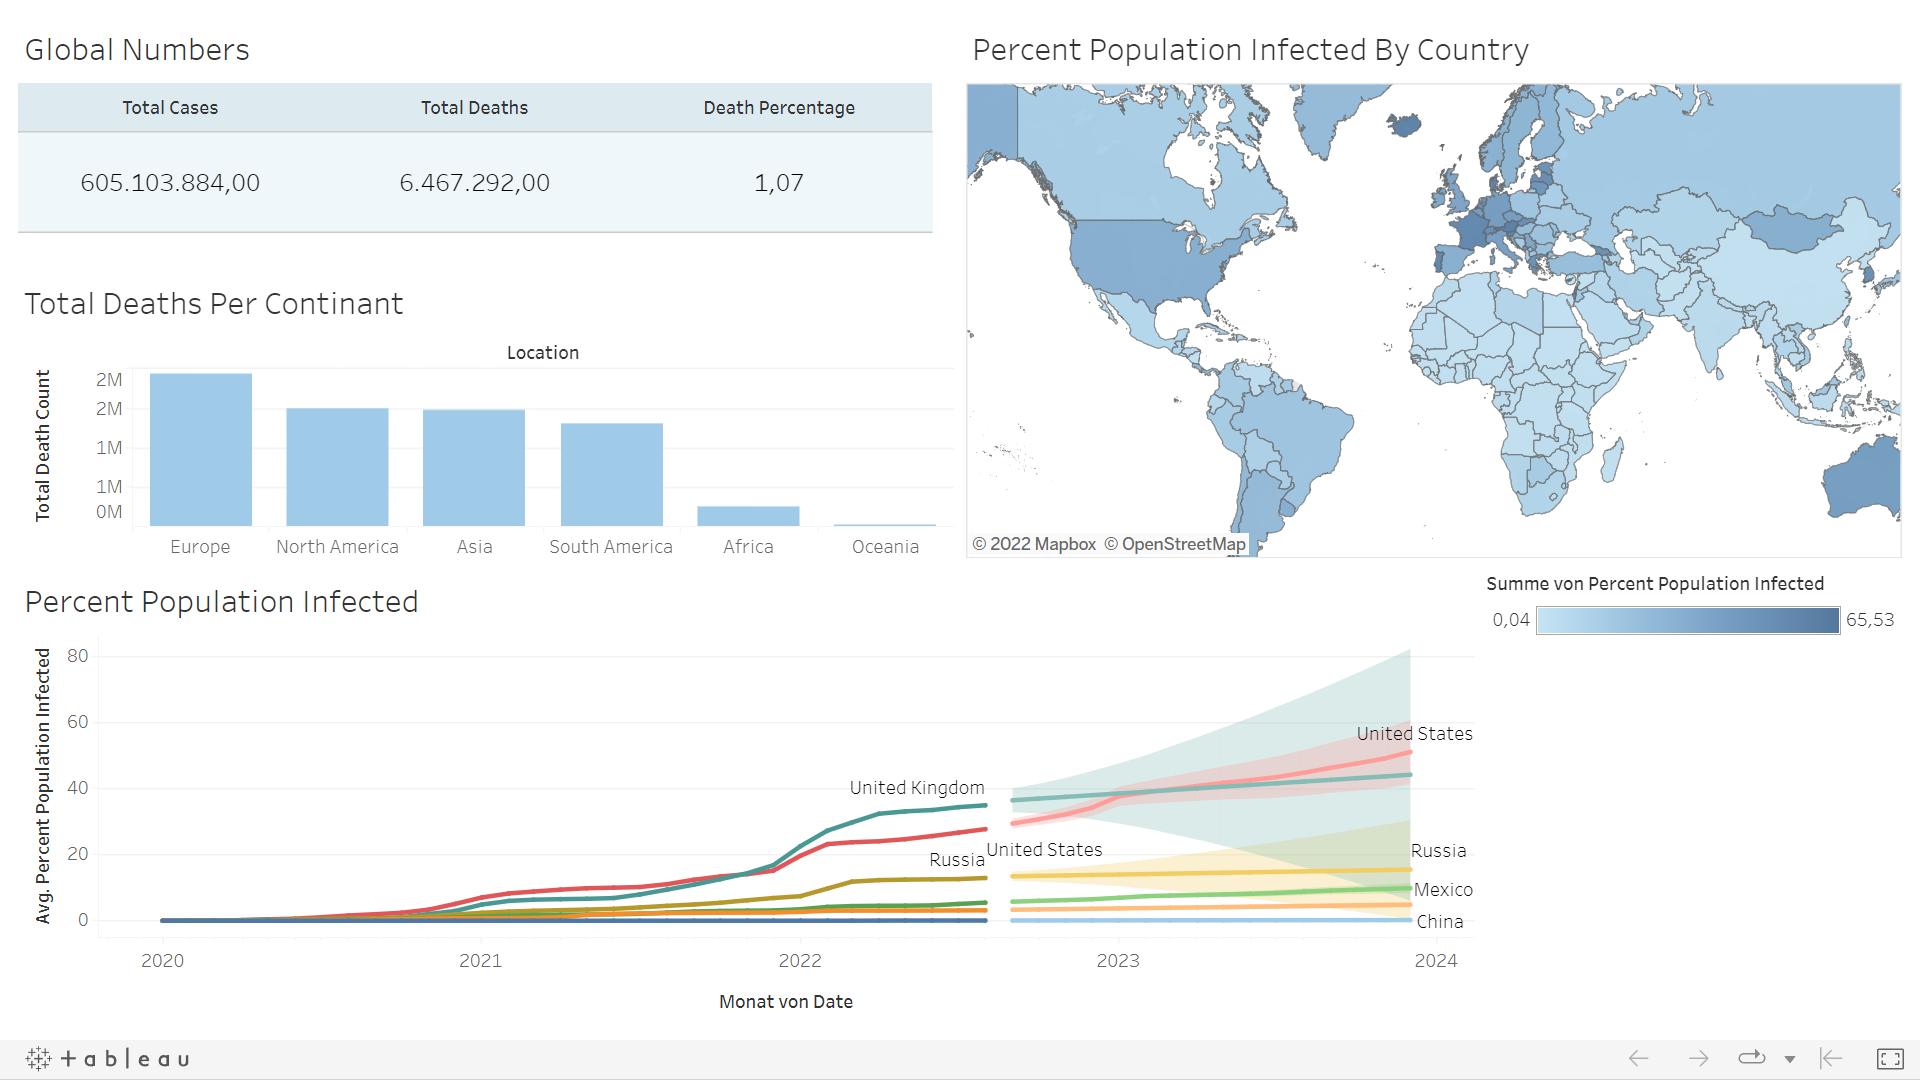 Global Numbers
Total Cases Total Deaths Death Percentage
605.103.884,00 6.467.292,00 1,07
Total Deaths Per Continant
Location
Total Death Count
2M
2M
1M
1M
0M
Europe North America Asia South America Africa Oceania
Percent Population Infected By Country
© 2022 Mapbox © OpenStreetMap
Summe von Percent Population Infected
0,04 65,53
Percent Population Infected
Avg. Percent Population Infected
80
60
40
20
0
United Kingdom
United States
Russia
United States
Russia
Mexico
China
2020 2021 2022 2023 2024
Monat von Date
+ a b l e a u